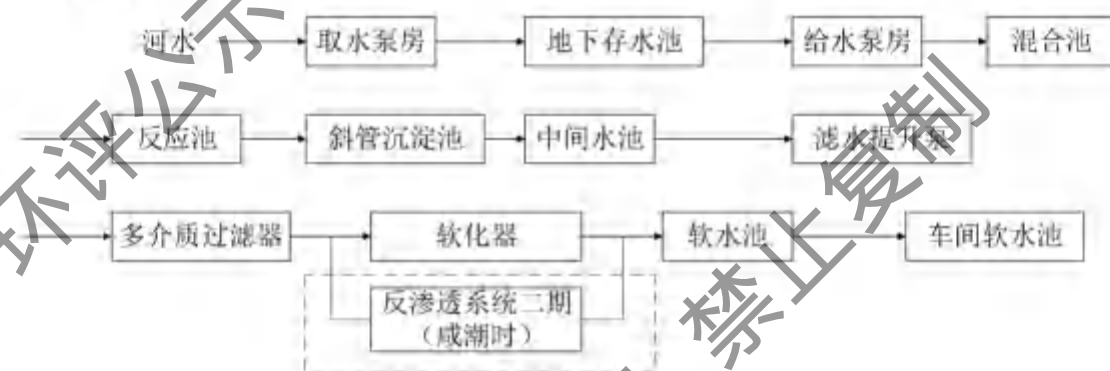 河水 取水泵房 地下存水池 给水泵房 混合池
反应池 斜管沉淀池 中间水池 滤水提升泵
多介质过滤器 软化器 软水池 车间软水池
反渗透系统二期
（咸潮时）
环评公示
禁止复制